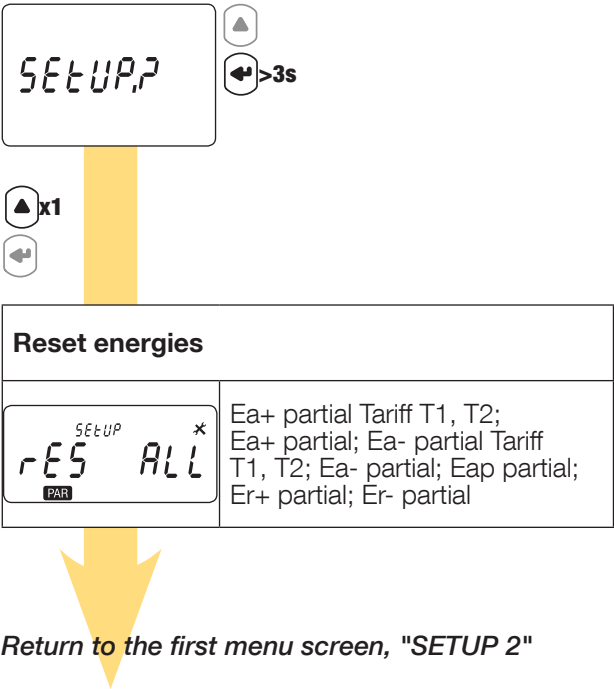 SEtUP.?
>3s
x1
Reset energies
SEtUP
rES ALL
PAR
Ea+ partial Tariff T1, T2;
Ea+ partial; Ea- partial Tariff
T1, T2; Ea- partial; Eap partial;
Er+ partial; Er- partial
Return to the first menu screen, "SETUP 2"